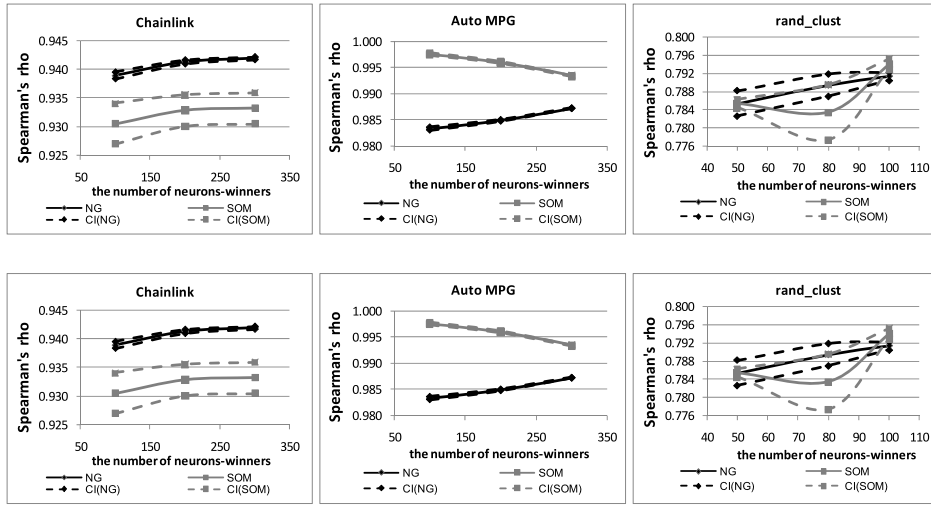 Chainlink
Spearman's rho
0.945
0.940
0.935
0.930
0.925
50 150 250 350
the number of neurons-winners
NG SOM
CI(NG) CI(SOM)
Auto MPG
Spearman's rho
1.000
0.995
0.990
0.985
0.980
50 150 250 350
the number of neurons-winners
NG SOM
CI(NG) CI(SOM)
rand_clust
Spearman's rho
0.800
0.796
0.792
0.788
0.784
0.780
0.776
40 50 60 70 80 90 100 110
the number of neurons-winners
NG SOM
CI(NG) CI(SOM)
Chainlink
Spearman's rho
0.945
0.940
0.935
0.930
0.925
50 150 250 350
the number of neurons-winners
NG SOM
CI(NG) CI(SOM)
Auto MPG
Spearman's rho
1.000
0.995
0.990
0.985
0.980
50 150 250 350
the number of neurons-winners
NG SOM
CI(NG) CI(SOM)
rand_clust
Spearman's rho
0.800
0.796
0.792
0.788
0.784
0.780
0.776
40 50 60 70 80 90 100 110
the number of neurons-winners
NG SOM
CI(NG) CI(SOM)